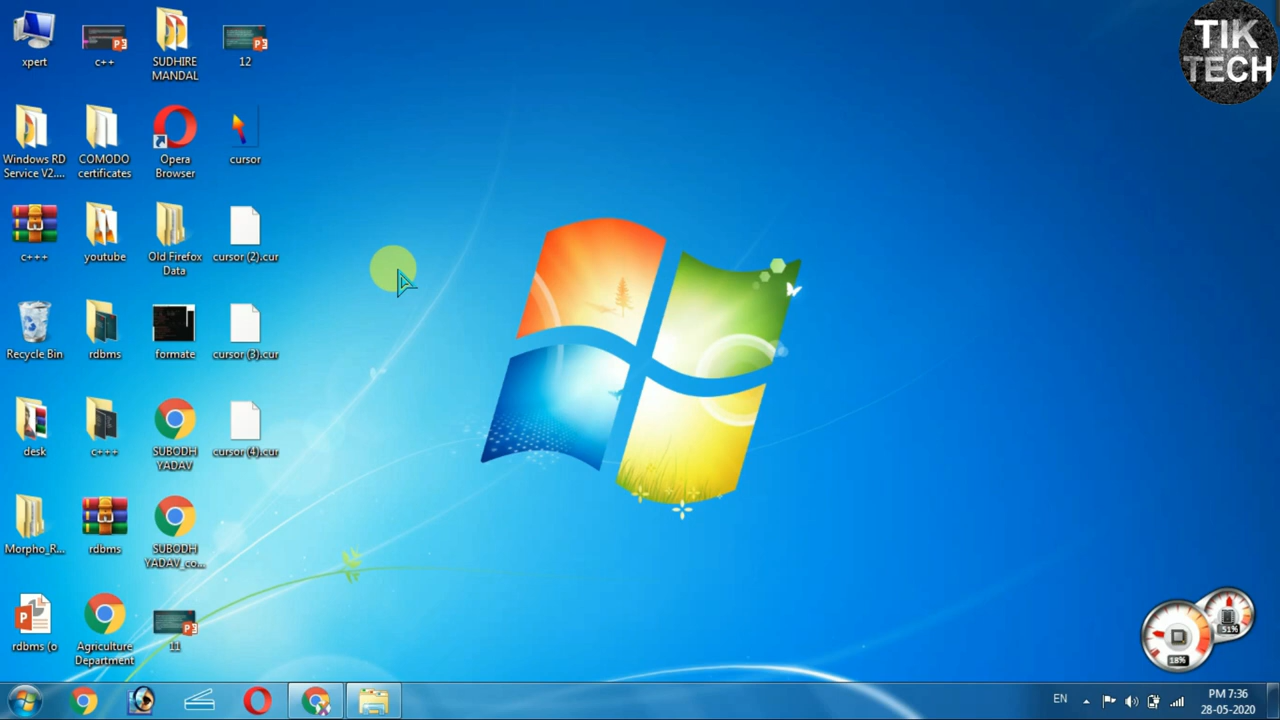 TIK
TECH
xpert
c++
SUDHIRE
MANDAL
12
Windows RD
Service V2....
COMODO
certificates
Opera
Browser
cursor
c+++
youtube
Old Firefox
Data
cursor (2).cur
Recycle Bin
rdbms
formate
cursor (3).cur
desk
c+++
SUBODH
YADAV
cursor (4).cur
Morpho_R...
rdbms
SUBODH
YADAV_co...
rdbms (o
Agriculture
Department
11
51%
18%
EN
PM 7:36
28-05-2020